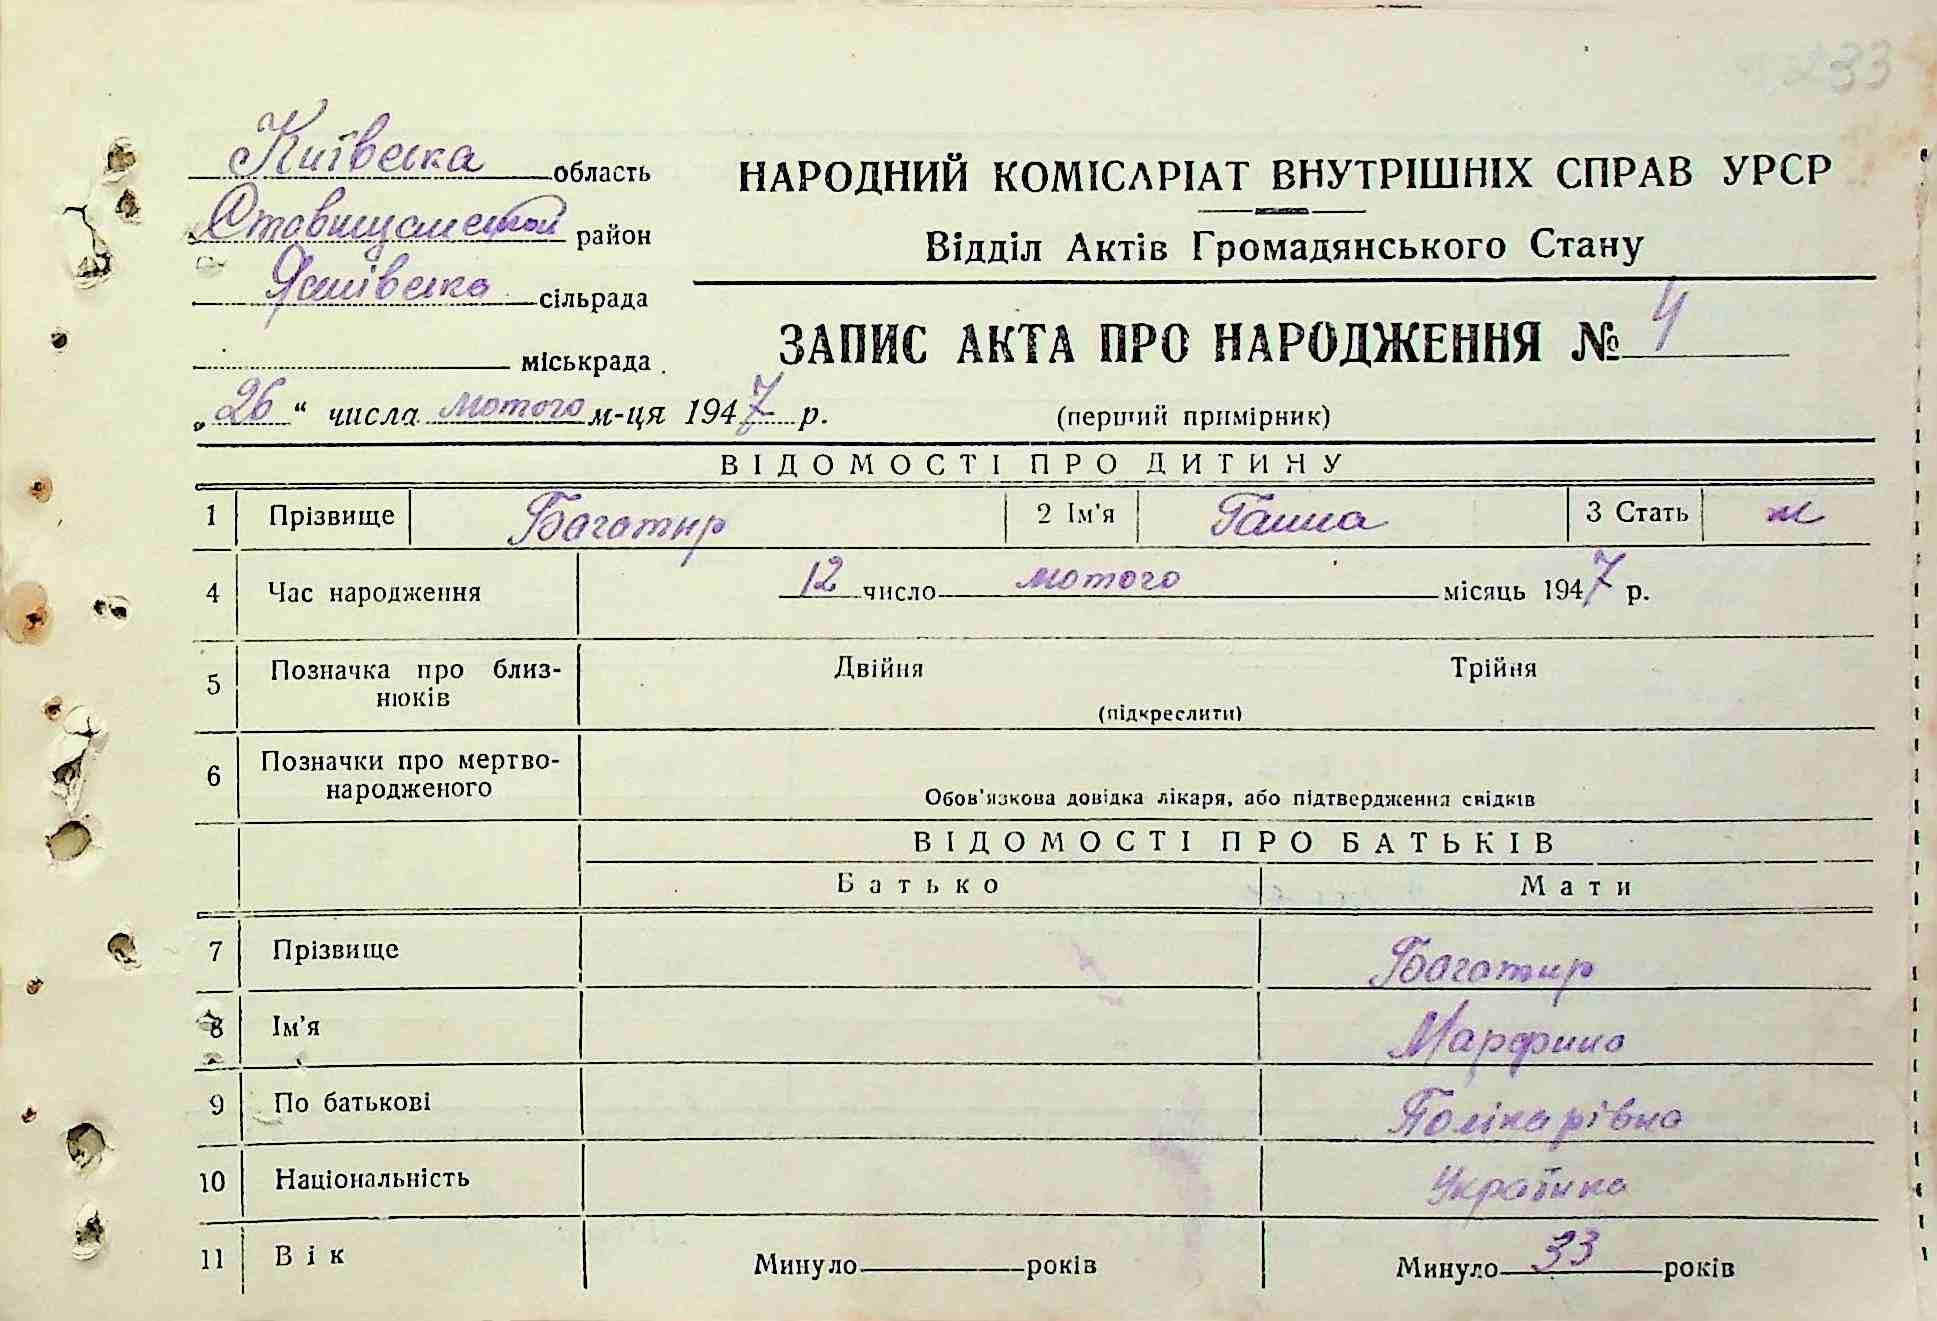 233
Київська область
Ставищанський район
сільрада
міськрада
„26“ числа лютого м-ця 1947 р.
НАРОДНИЙ КОМІСАРІАТ ВНУТРІШНІХ СПРАВ УРСР
Відділ Актів Громадянського Стану
ЗАПИС АКТА ПРО НАРОДЖЕННЯ № 4
(перший примірник)
ВІДОМОСТІ ПРО ДИТИНУ
1 Прізвище Богатир 2 Ім'я Ганна 3 Стать ж
4 Час народження 12 число лютого місяць 1947 р.
5 Позначка про близнюків Двійня Трійня
(підкреслити)
6 Позначки про мертвонародженого
Обов'язкова довідка лікаря, або підтвердження свідків
ВІДОМОСТІ ПРО БАТЬКІВ
Батько Мати
7 Прізвище Богатир
8 Ім'я Марфина
9 По батькові Полікарівна
10 Національність Українка
11 Вік Минуло років Минуло 33 років